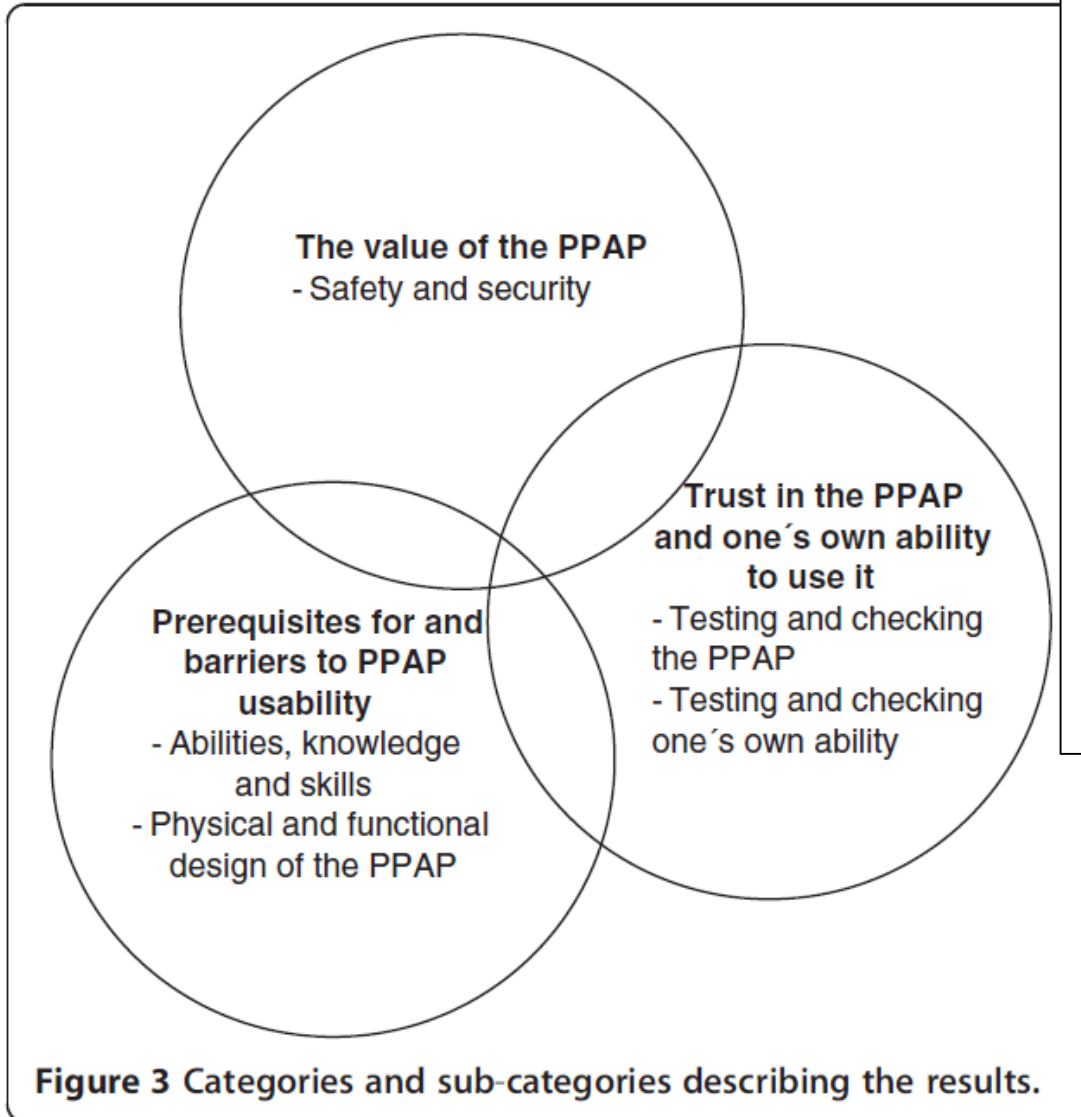 The value of the PPAP
- Safety and security
Trust in the PPAP
and one´s own ability
to use it
- Testing and checking
the PPAP
- Testing and checking
one´s own ability
Prerequisites for and
barriers to PPAP
usability
- Abilities, knowledge
and skills
- Physical and functional
design of the PPAP
Figure 3 Categories and sub-categories describing the results.